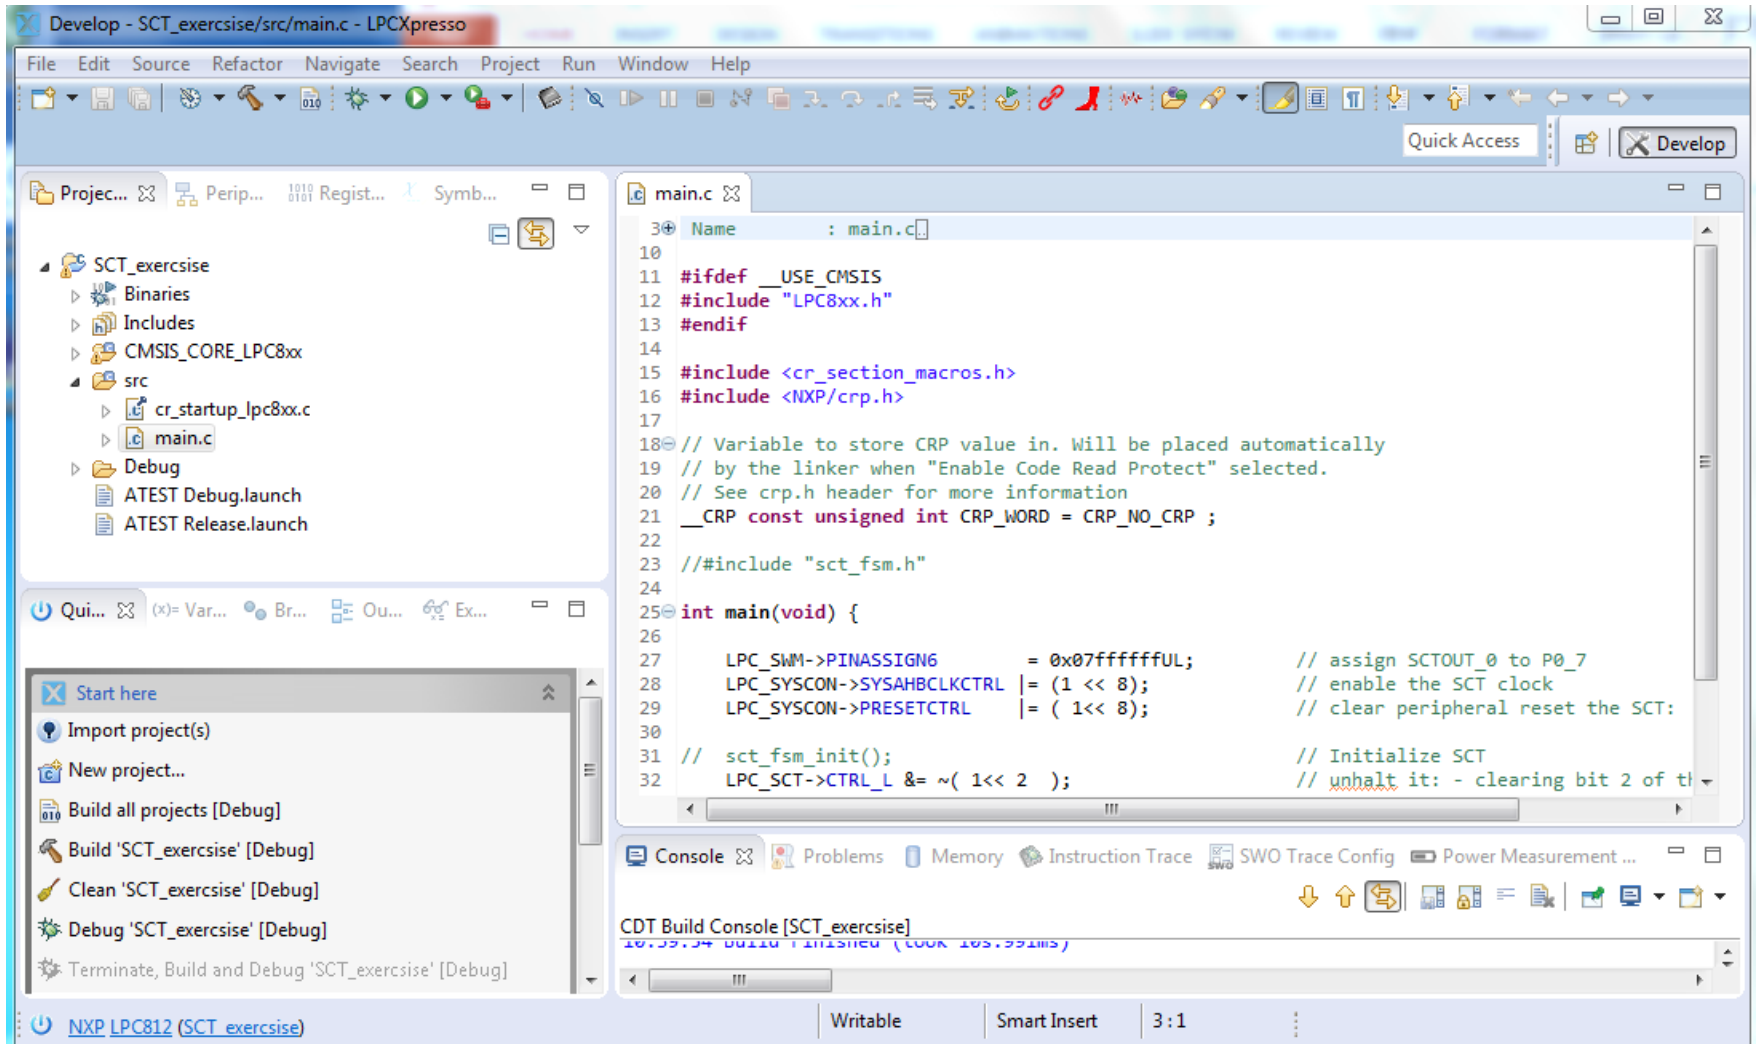 Develop - SCT_exercsise/src/main.c - LPCXpresso
File Edit Source Refactor Navigate Search Project Run Window Help
Quick Access
Develop
Projec... Perip... Regist... Symb...
SCT_exercsise
Binaries
Includes
CMSIS_CORE_LPC8xx
src
cr_startup_lpc8xx.c
main.c
Debug
ATEST Debug.launch
ATEST Release.launch
Qui... (x)= Var... Br... Ou... Ex...
Start here
Import project(s)
New project...
Build all projects [Debug]
Build 'SCT_exercsise' [Debug]
Clean 'SCT_exercsise' [Debug]
Debug 'SCT_exercsise' [Debug]
Terminate, Build and Debug 'SCT_exercsise' [Debug]
main.c
3 Name : main.c..
10
11 #ifdef __USE_CMSIS
12 #include "LPC8xx.h"
13 #endif
14
15 #include <cr_section_macros.h>
16 #include <NXP/crp.h>
17
18 // Variable to store CRP value in. Will be placed automatically
19 // by the linker when "Enable Code Read Protect" selected.
20 // See crp.h header for more information
21 __CRP const unsigned int CRP_WORD = CRP_NO_CRP ;
22
23 //#include "sct_fsm.h"
24
25 int main(void) {
26
27 LPC_SWM->PINASSIGN6 = 0x07ffffffUL; // assign SCTOUT_0 to P0_7
28 LPC_SYSCON->SYSAHBCLKCTRL |= (1 << 8); // enable the SCT clock
29 LPC_SYSCON->PRESETCTRL |= ( 1<< 8); // clear peripheral reset the SCT:
30
31 // sct_fsm_init(); // Initialize SCT
32 LPC_SCT->CTRL_L &= ~( 1<< 2 ); // unhalt it: - clearing bit 2 of th
Console Problems Memory Instruction Trace SWO Trace Config Power Measurement ...
CDT Build Console [SCT_exercsise]
10:59:54 Build Finished (took 10s.991ms)
NXP LPC812 (SCT_exercsise)
Writable Smart Insert 3 : 1